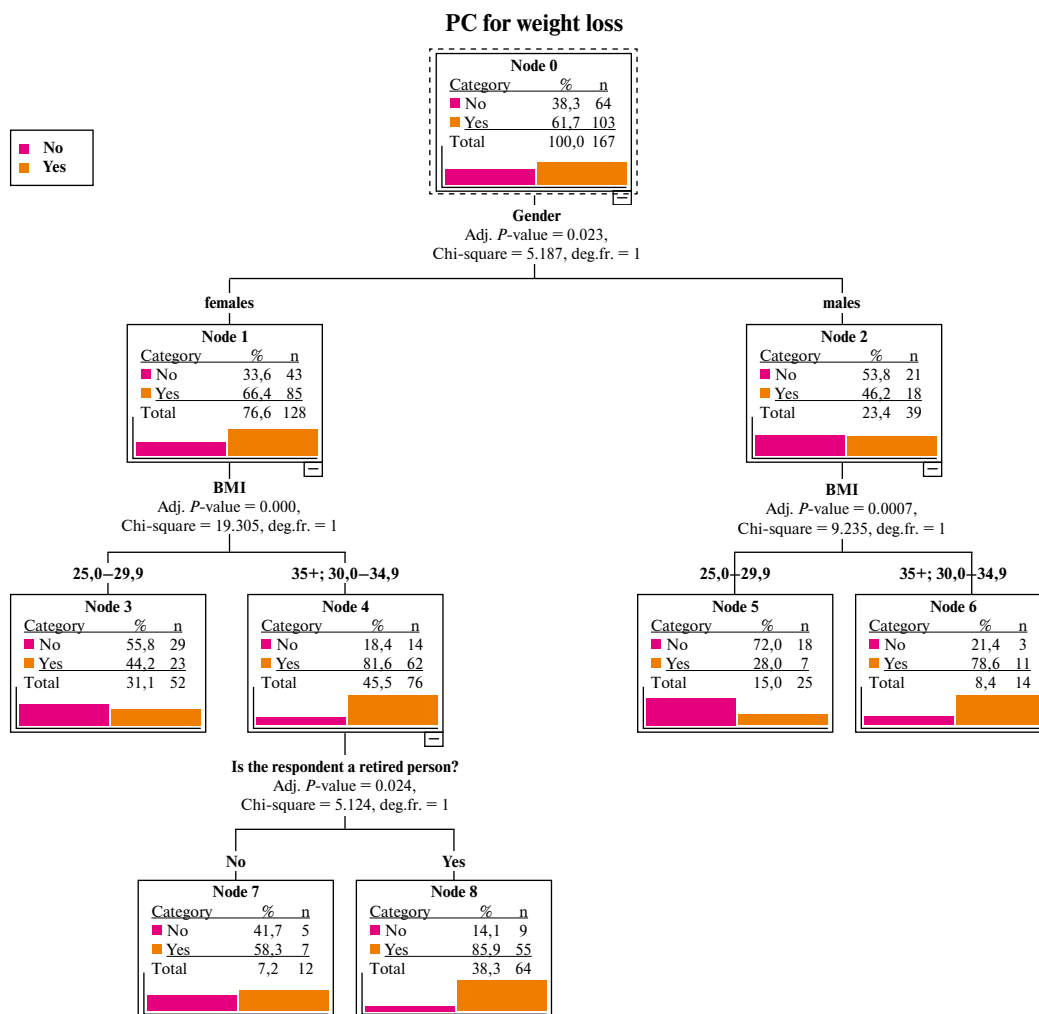 PC for weight loss
No
Yes
Node 0
Category % n
No 38,3 64
Yes 61,7 103
Total 100,0 167
Gender
Adj. P-value = 0.023,
Chi-square = 5.187, deg.fr. = 1
females
males
Node 1
Category % n
No 33,6 43
Yes 66,4 85
Total 76,6 128
Node 2
Category % n
No 53,8 21
Yes 46,2 18
Total 23,4 39
BMI
Adj. P-value = 0.000,
Chi-square = 19.305, deg.fr. = 1
BMI
Adj. P-value = 0.0007,
Chi-square = 9.235, deg.fr. = 1
25,0–29,9
35+; 30,0–34,9
25,0–29,9
35+; 30,0–34,9
Node 3
Category % n
No 55,8 29
Yes 44,2 23
Total 31,1 52
Node 4
Category % n
No 18,4 14
Yes 81,6 62
Total 45,5 76
Node 5
Category % n
No 72,0 18
Yes 28,0 7
Total 15,0 25
Node 6
Category % n
No 21,4 3
Yes 78,6 11
Total 8,4 14
Is the respondent a retired person?
Adj. P-value = 0.024,
Chi-square = 5.124, deg.fr. = 1
No
Yes
Node 7
Category % n
No 41,7 5
Yes 58,3 7
Total 7,2 12
Node 8
Category % n
No 14,1 9
Yes 85,9 55
Total 38,3 64